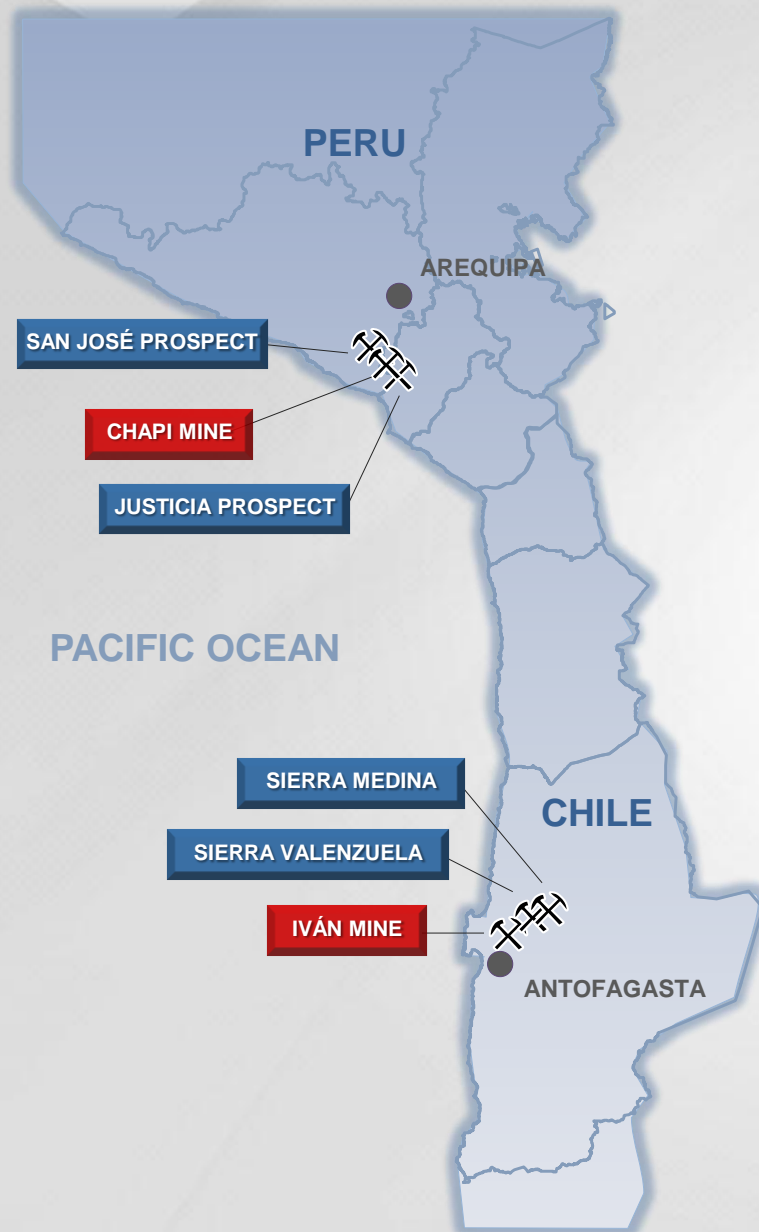 PERU
AREQUIPA
SAN JOSÉ PROSPECT
CHAPI MINE
JUSTICIA PROSPECT
PACIFIC OCEAN
SIERRA MEDINA
CHILE
SIERRA VALENZUELA
IVÁN MINE
ANTOFAGASTA